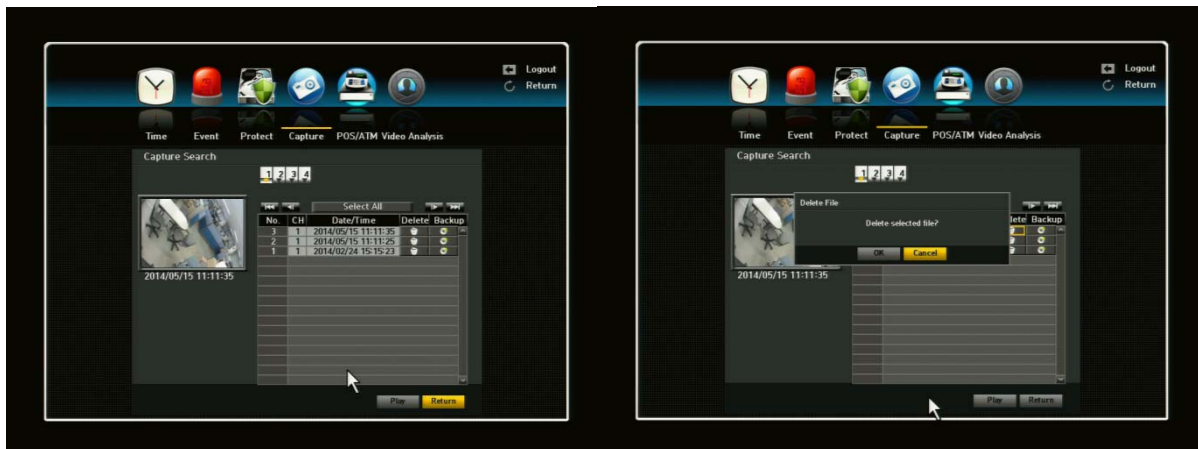 Logout
Return
Time Event Protect Capture POS/ATM Video Analysis
Capture Search
1 2 3 4
Select All
No. CH Date/Time Delete Backup
3 1 2014/05/15 11:11:35
2 1 2014/05/15 11:11:25
1 1 2014/02/24 15:15:23
2014/05/15 11:11:35
Play Return
Logout
Return
Time Event Protect Capture POS/ATM Video Analysis
Capture Search
1 2 3 4
Delete File
Delete selected file?
OK Cancel
lete Backup
2014/05/15 11:11:35
Play Return